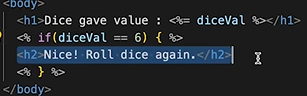 <body>
<h1>Dice gave value : <%= diceVal %></h1>
<% if(diceVal == 6) { %>
<h2>Nice! Roll dice again.</h2>
<% } %>
</body>